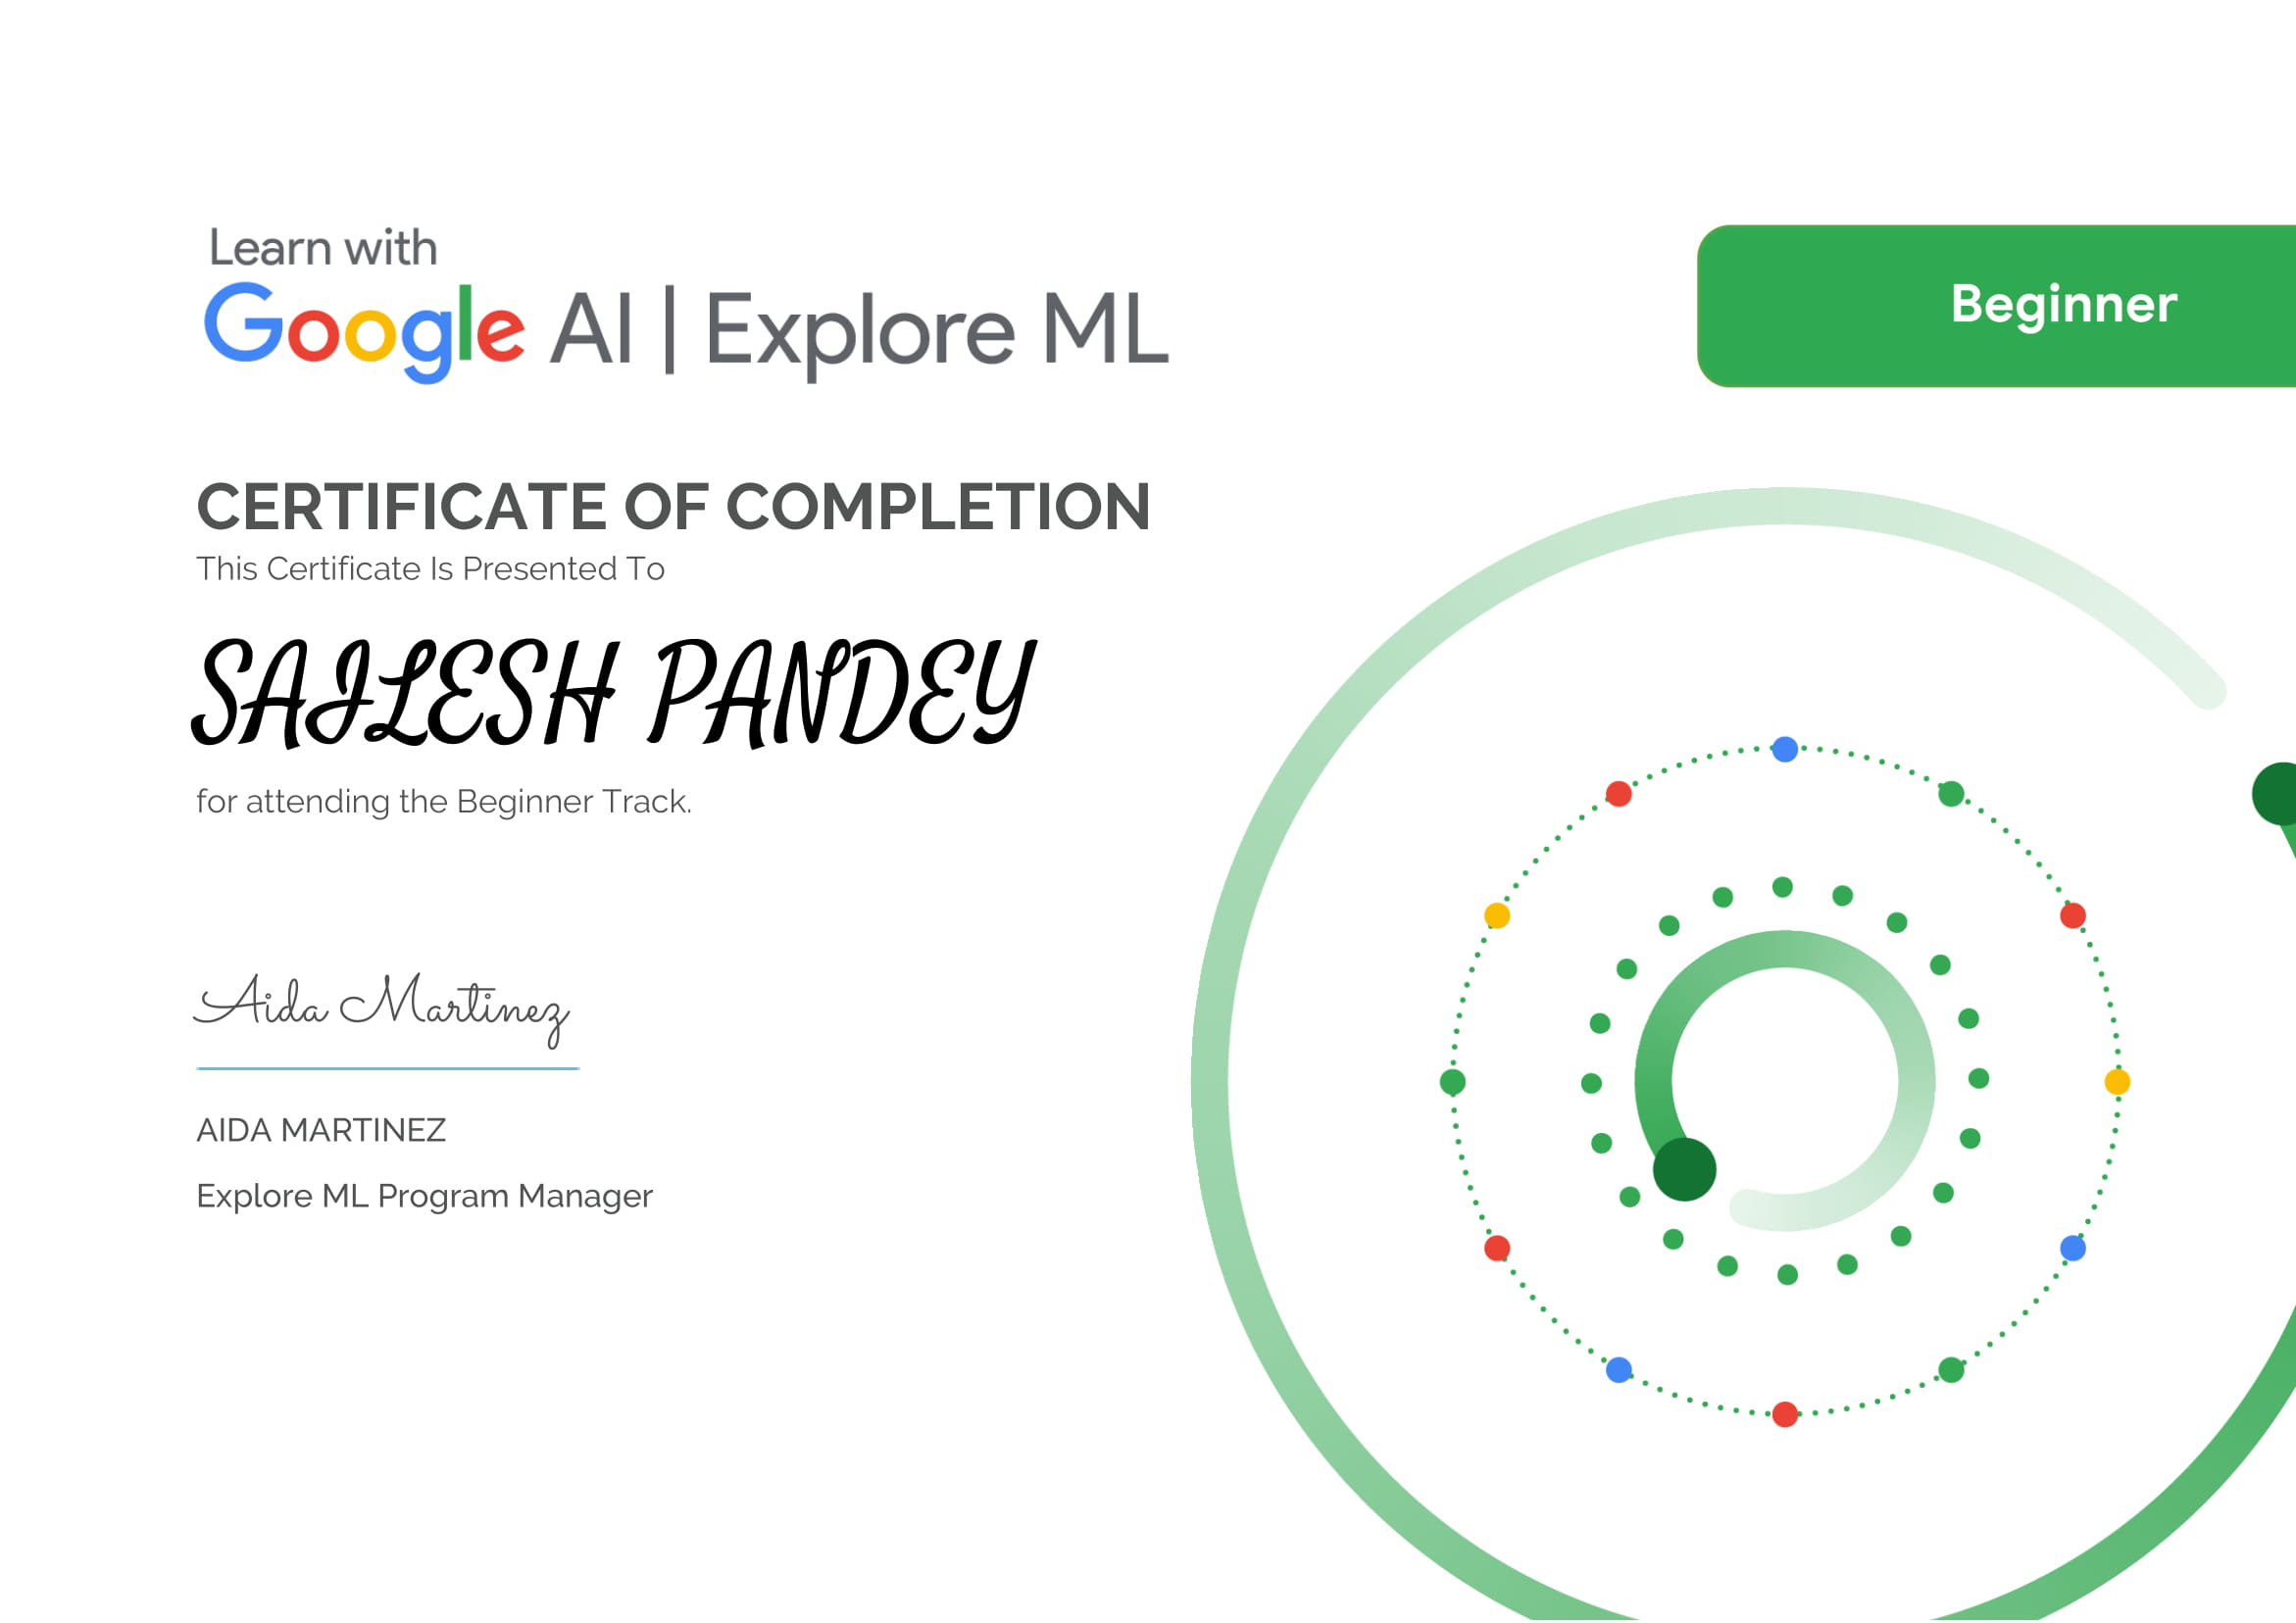 Learn with
Google AI | Explore ML
Beginner
CERTIFICATE OF COMPLETION
This Certificate Is Presented To
SAILESH PANDEY
for attending the Beginner Track.
Aida Martinez
AIDA MARTINEZ
Explore ML Program Manager